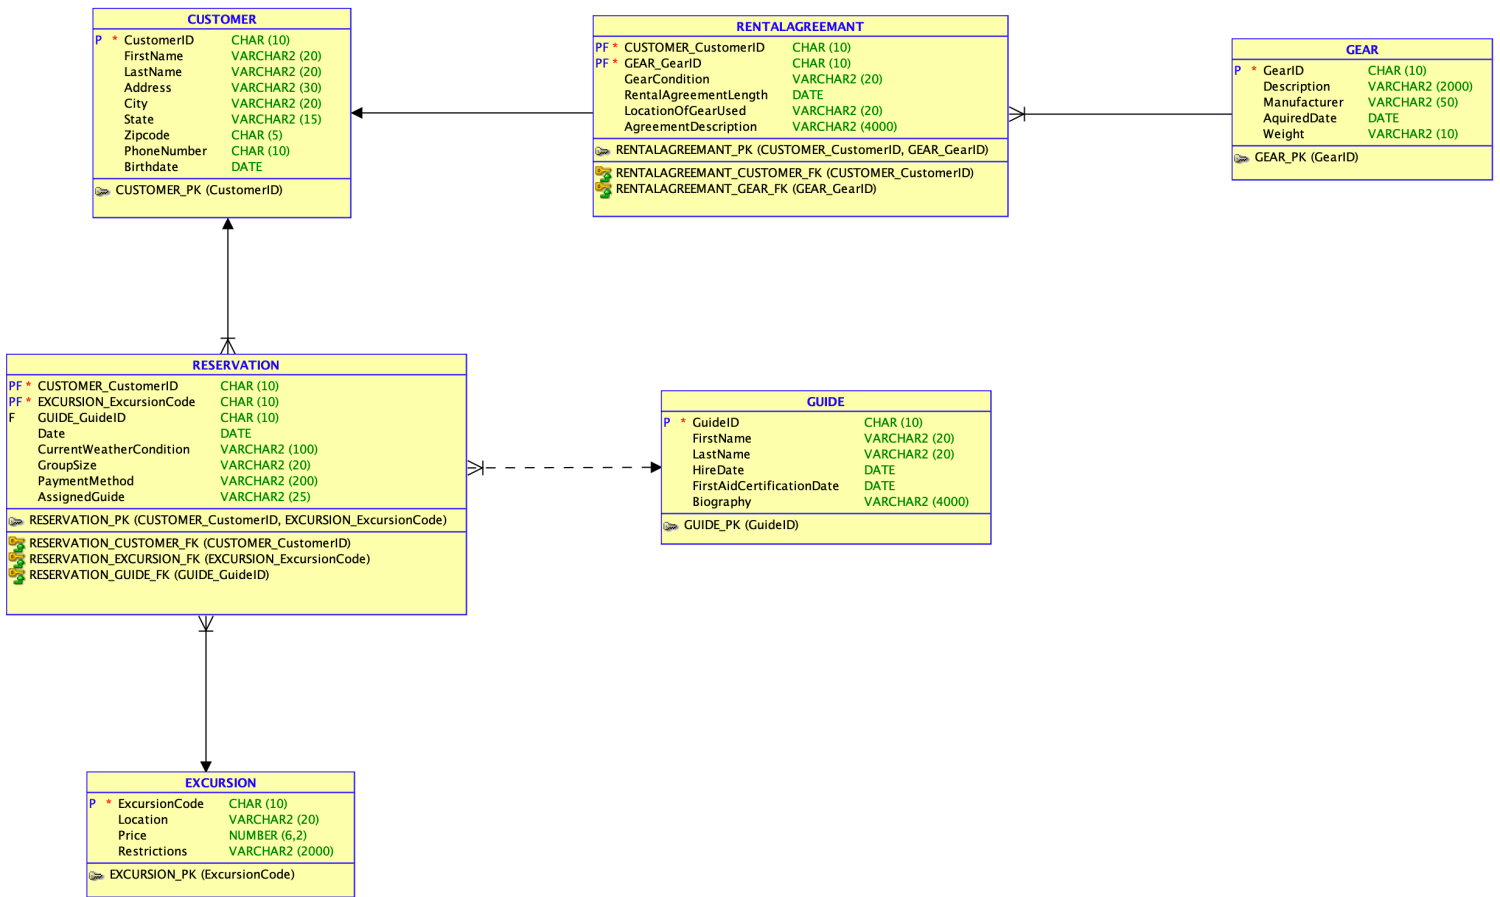 CUSTOMER
P * CustomerID CHAR (10)
FirstName VARCHAR2 (20)
LastName VARCHAR2 (20)
Address VARCHAR2 (30)
City VARCHAR2 (20)
State VARCHAR2 (15)
Zipcode CHAR (5)
PhoneNumber CHAR (10)
Birthdate DATE
CUSTOMER_PK (CustomerID)
RENTALAGREEMANT
PF * CUSTOMER_CustomerID CHAR (10)
PF * GEAR_GearID CHAR (10)
GearCondition VARCHAR2 (20)
RentalAgreementLength DATE
LocationOfGearUsed VARCHAR2 (20)
AgreementDescription VARCHAR2 (4000)
RENTALAGREEMANT_PK (CUSTOMER_CustomerID, GEAR_GearID)
RENTALAGREEMANT_CUSTOMER_FK (CUSTOMER_CustomerID)
RENTALAGREEMANT_GEAR_FK (GEAR_GearID)
GEAR
P * GearID CHAR (10)
Description VARCHAR2 (2000)
Manufacturer VARCHAR2 (50)
AquiredDate DATE
Weight VARCHAR2 (10)
GEAR_PK (GearID)
RESERVATION
PF * CUSTOMER_CustomerID CHAR (10)
PF * EXCURSION_ExcursionCode CHAR (10)
F GUIDE_GuideID CHAR (10)
Date DATE
CurrentWeatherCondition VARCHAR2 (100)
GroupSize VARCHAR2 (20)
PaymentMethod VARCHAR2 (200)
AssignedGuide VARCHAR2 (25)
RESERVATION_PK (CUSTOMER_CustomerID, EXCURSION_ExcursionCode)
RESERVATION_CUSTOMER_FK (CUSTOMER_CustomerID)
RESERVATION_EXCURSION_FK (EXCURSION_ExcursionCode)
RESERVATION_GUIDE_FK (GUIDE_GuideID)
GUIDE
P * GuideID CHAR (10)
FirstName VARCHAR2 (20)
LastName VARCHAR2 (20)
HireDate DATE
FirstAidCertificationDate DATE
Biography VARCHAR2 (4000)
GUIDE_PK (GuideID)
EXCURSION
P * ExcursionCode CHAR (10)
Location VARCHAR2 (20)
Price NUMBER (6,2)
Restrictions VARCHAR2 (2000)
EXCURSION_PK (ExcursionCode)